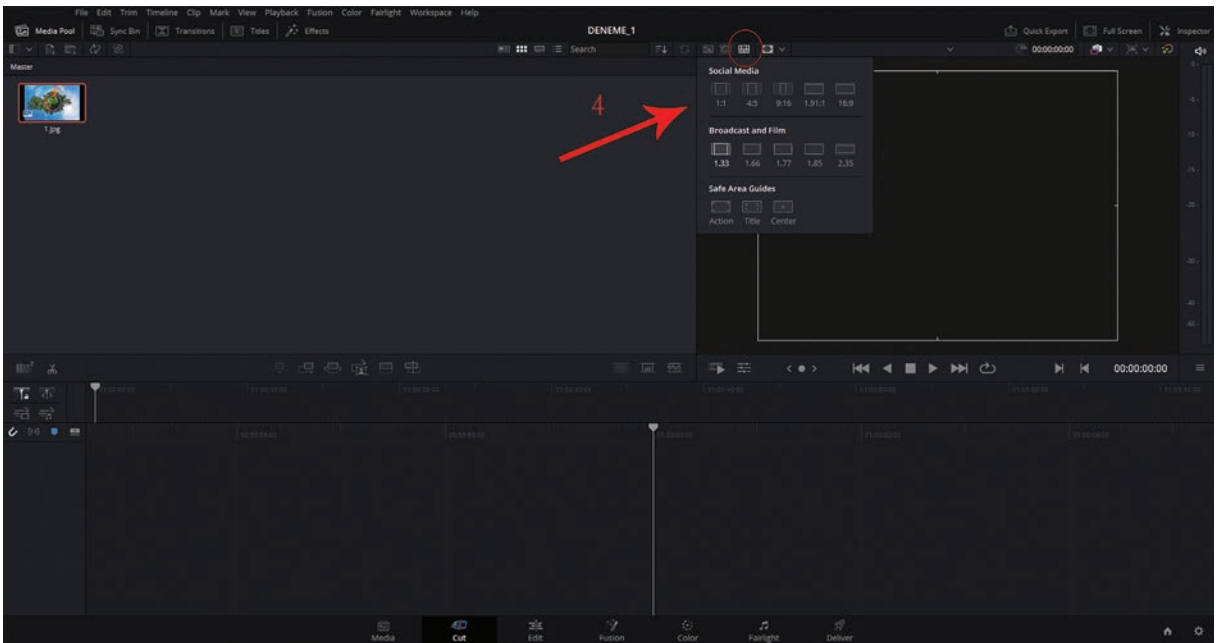 File Edit Trim Timeline Clip Mark View Playback Fusion Color Fairlight Workspace Help
Media Pool Sync Bin Transitions Titles Effects DENEME_1 Quick Export Full Screen Inspector
Search 00:00:00:00
Master
1.jpg
4
Social Media
1:1 4:5 9:16 1.91:1 16:9
Broadcast and Film
1.33 1.66 1.77 1.85 2.35
Safe Area Guides
Action Title Center
00:00:00:00
Media Cut Edit Fusion Color Fairlight Deliver